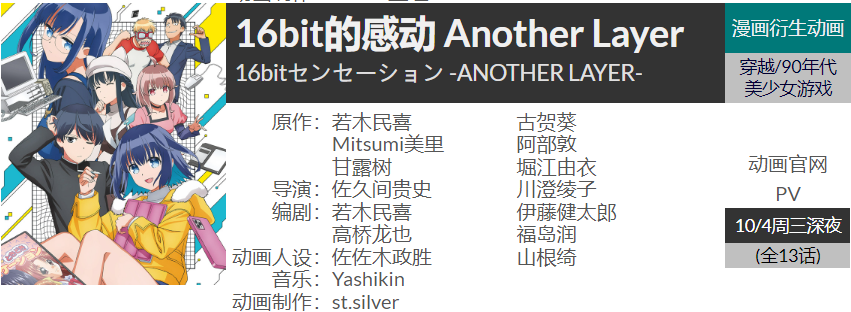 16bit的感动 Another Layer
16bitセンセーション -ANOTHER LAYER-
漫画衍生动画
穿越/90年代
美少女游戏
原作：若木民喜
Mitsumi美里
甘露树
导演：佐久间贵史
编剧：若木民喜
高桥龙也
动画人设：佐佐木政胜
音乐：Yashikin
动画制作：st.silver
古贺葵
阿部敦
堀江由衣
川澄绫子
伊藤健太郎
福岛润
山根绮
动画官网
PV
10/4周三深夜
(全13话)